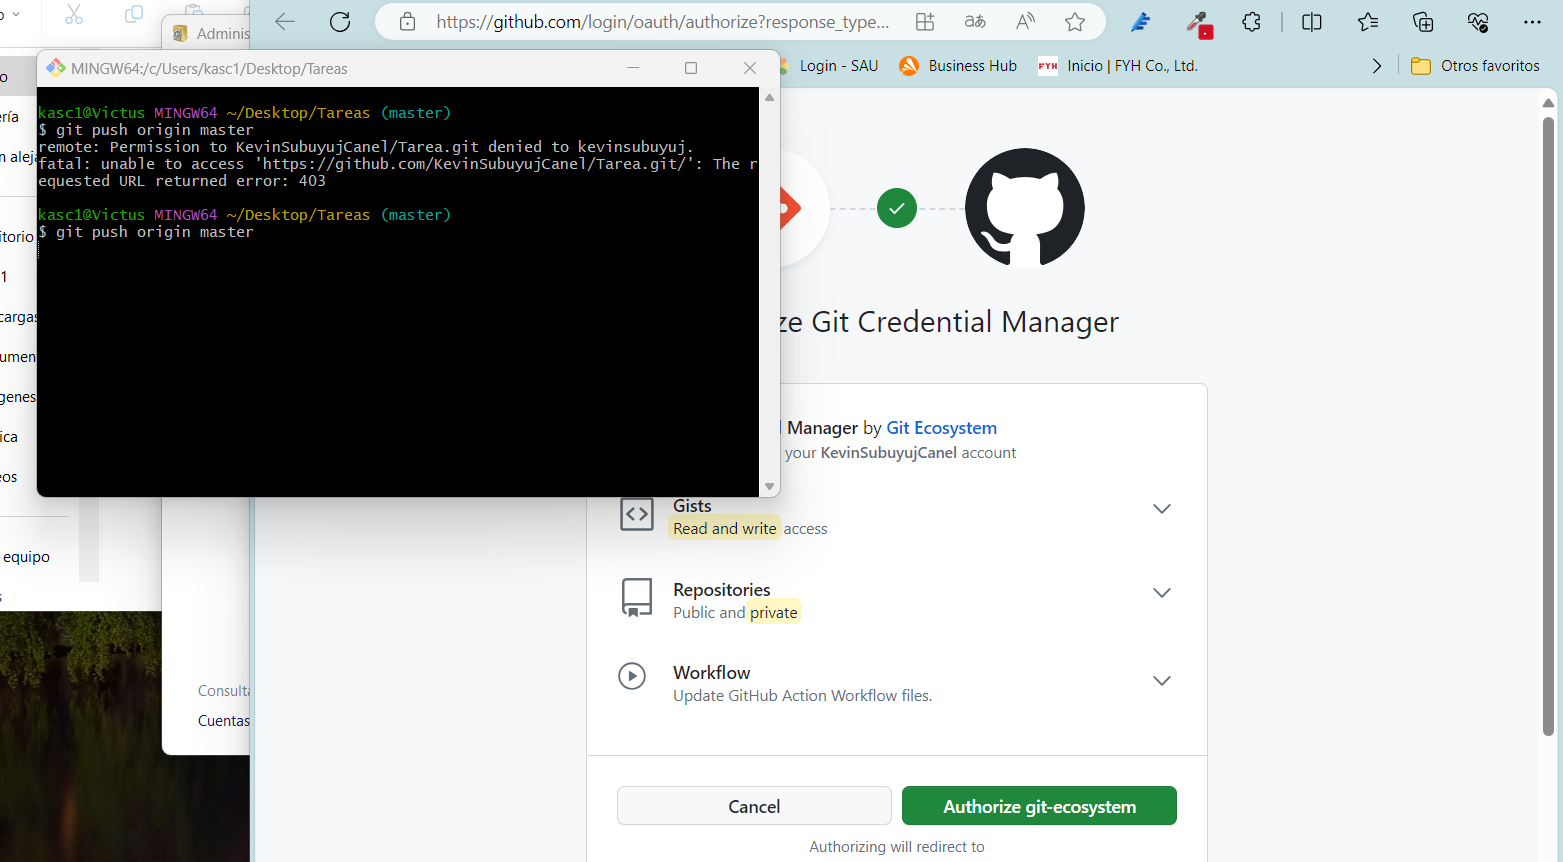 Adminis
https://github.com/login/oauth/authorize?response_type...
Login - SAU
Business Hub
FYH
Inicio | FYH Co., Ltd.
Otros favoritos
MINGW64:/c/Users/kasc1/Desktop/Tareas
kasc1@Victus MINGW64 ~/Desktop/Tareas (master)
$ git push origin master
remote: Permission to KevinSubuyujCanel/Tarea.git denied to kevinsubuyuj.
fatal: unable to access 'https://github.com/KevinSubuyujCanel/Tarea.git/': The r
equested URL returned error: 403
kasc1@Victus MINGW64 ~/Desktop/Tareas (master)
$ git push origin master
o
ría
n alej
itorio
1
cargas
umen
genes
ica
eos
equipo
s
Consulta
Cuentas
ze Git Credential Manager
Manager by Git Ecosystem
your KevinSubuyujCanel account
Gists
Read and write access
Repositories
Public and private
Workflow
Update GitHub Action Workflow files.
Cancel
Authorize git-ecosystem
Authorizing will redirect to